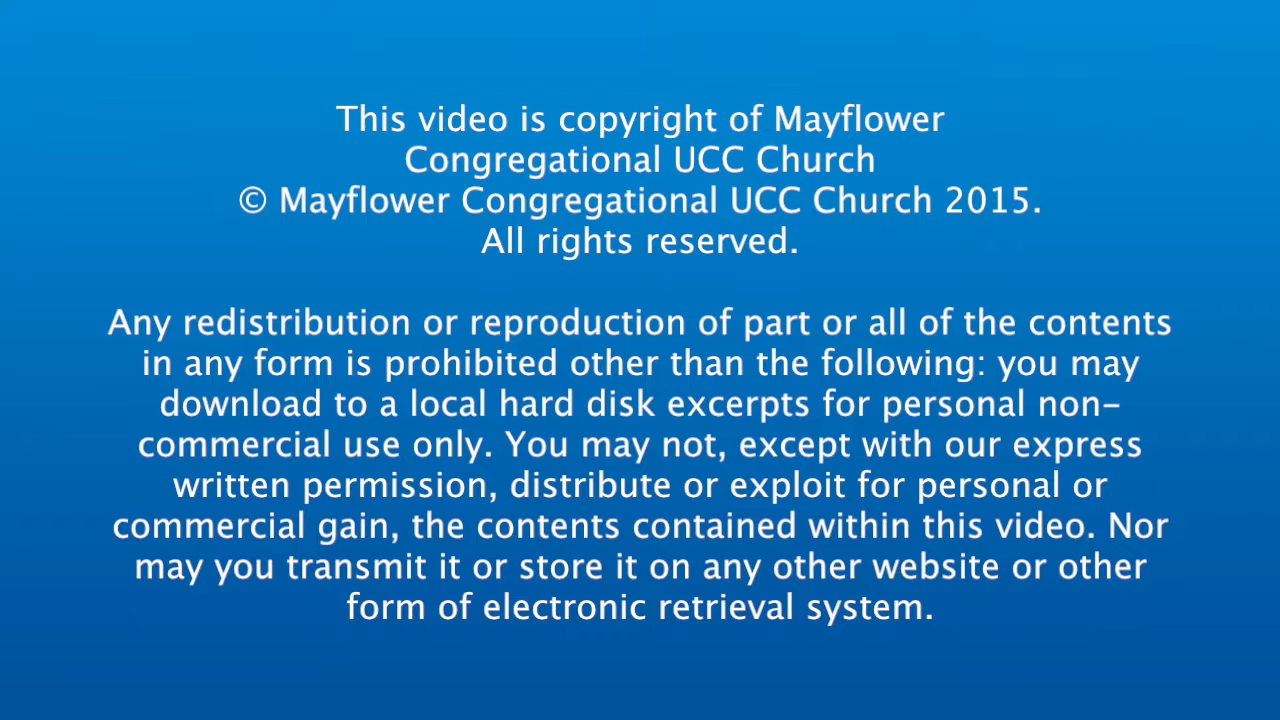 This video is copyright of Mayflower
Congregational UCC Church
© Mayflower Congregational UCC Church 2015.
All rights reserved.
Any redistribution or reproduction of part or all of the contents
in any form is prohibited other than the following: you may
download to a local hard disk excerpts for personal non-
commercial use only. You may not, except with our express
written permission, distribute or exploit for personal or
commercial gain, the contents contained within this video. Nor
may you transmit it or store it on any other website or other
form of electronic retrieval system.